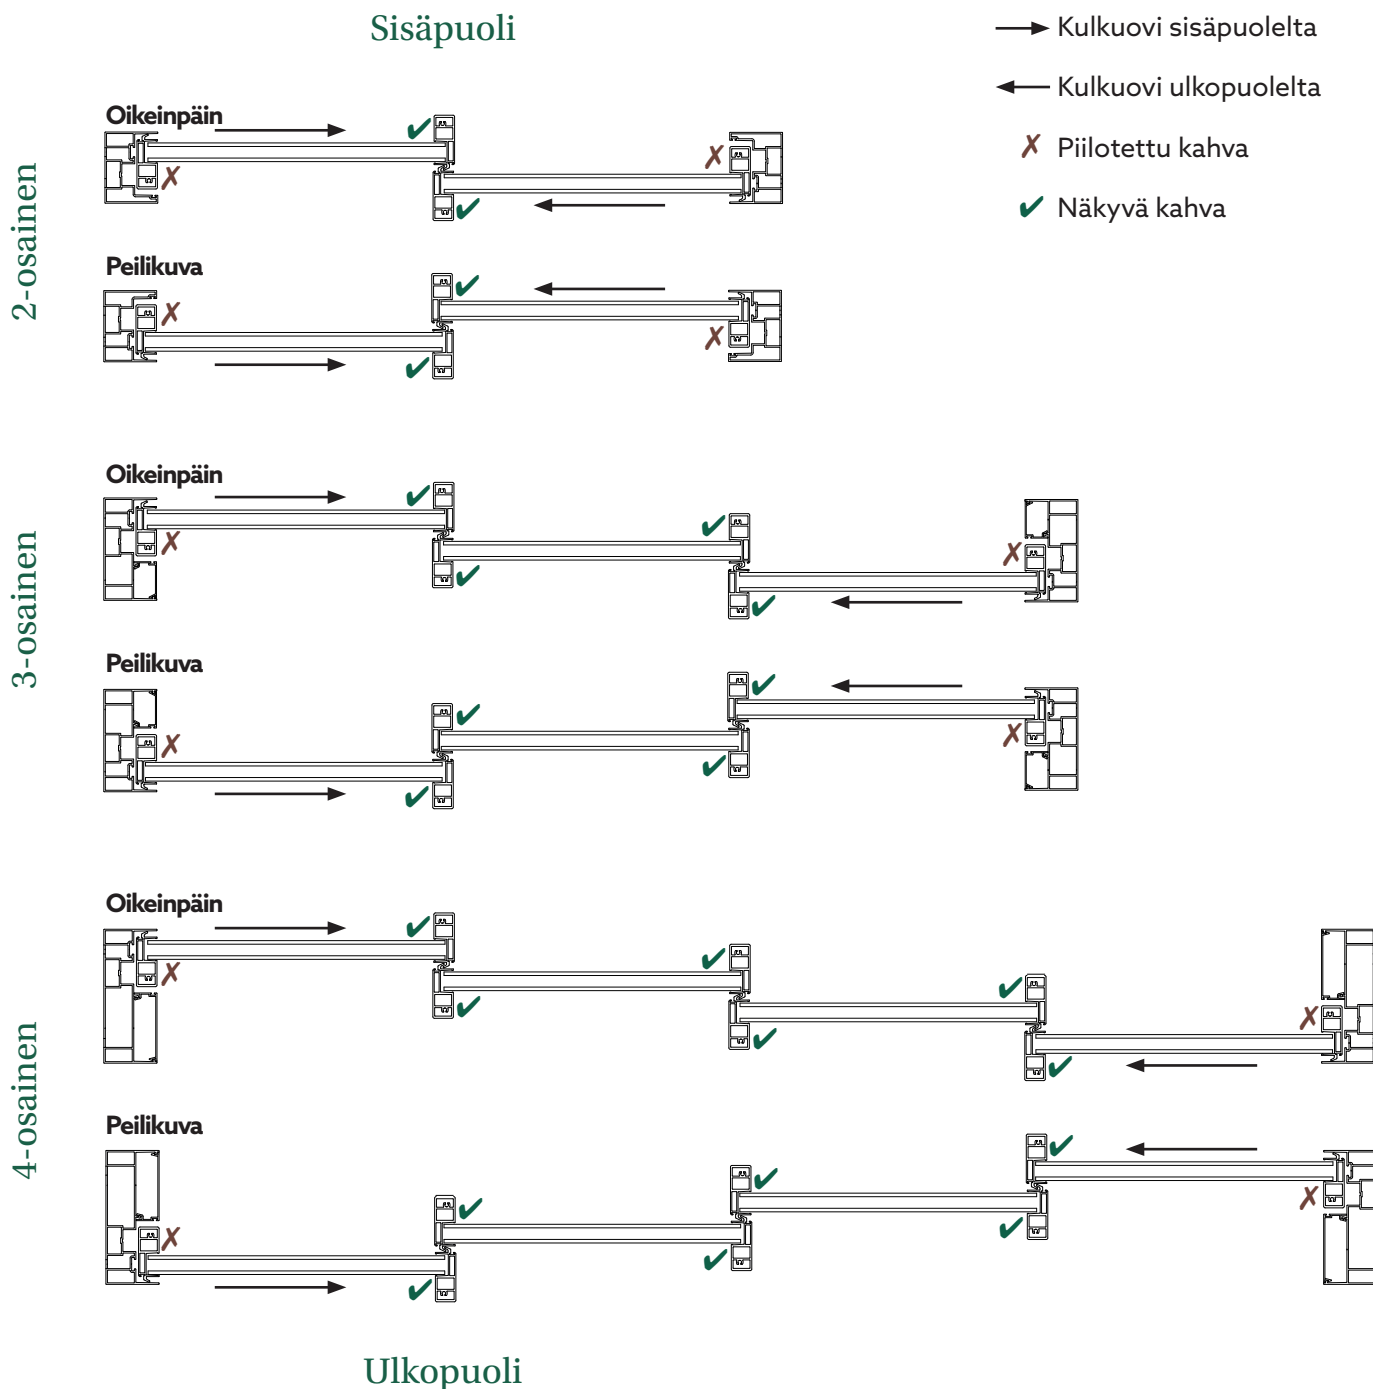 Sisäpuoli
Kulkuovi sisäpuolelta
Kulkuovi ulkopuolelta
Piilotettu kahva
Näkyvä kahva
2-osainen
Oikeinpäin
Peilikuva
3-osainen
Oikeinpäin
Peilikuva
4-osainen
Oikeinpäin
Peilikuva
Ulkopuoli